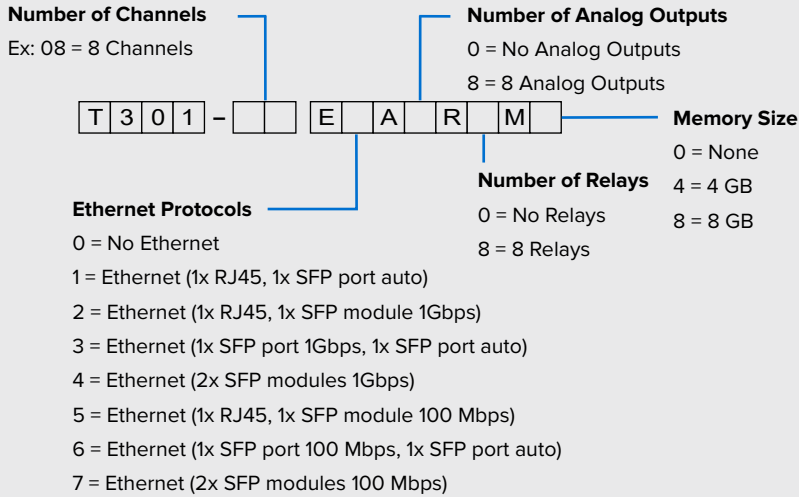 Number of Channels
Ex: 08 = 8 Channels
Number of Analog Outputs
0 = No Analog Outputs
8 = 8 Analog Outputs
T301- E A R M
Memory Size
0 = None
4 = 4 GB
8 = 8 GB
Number of Relays
0 = No Relays
8 = 8 Relays
Ethernet Protocols
0 = No Ethernet
1 = Ethernet (1x RJ45, 1x SFP port auto)
2 = Ethernet (1x RJ45, 1x SFP module 1Gbps)
3 = Ethernet (1x SFP port 1Gbps, 1x SFP port auto)
4 = Ethernet (2x SFP modules 1Gbps)
5 = Ethernet (1x RJ45, 1x SFP module 100 Mbps)
6 = Ethernet (1x SFP port 100 Mbps, 1x SFP port auto)
7 = Ethernet (2x SFP modules 100 Mbps)